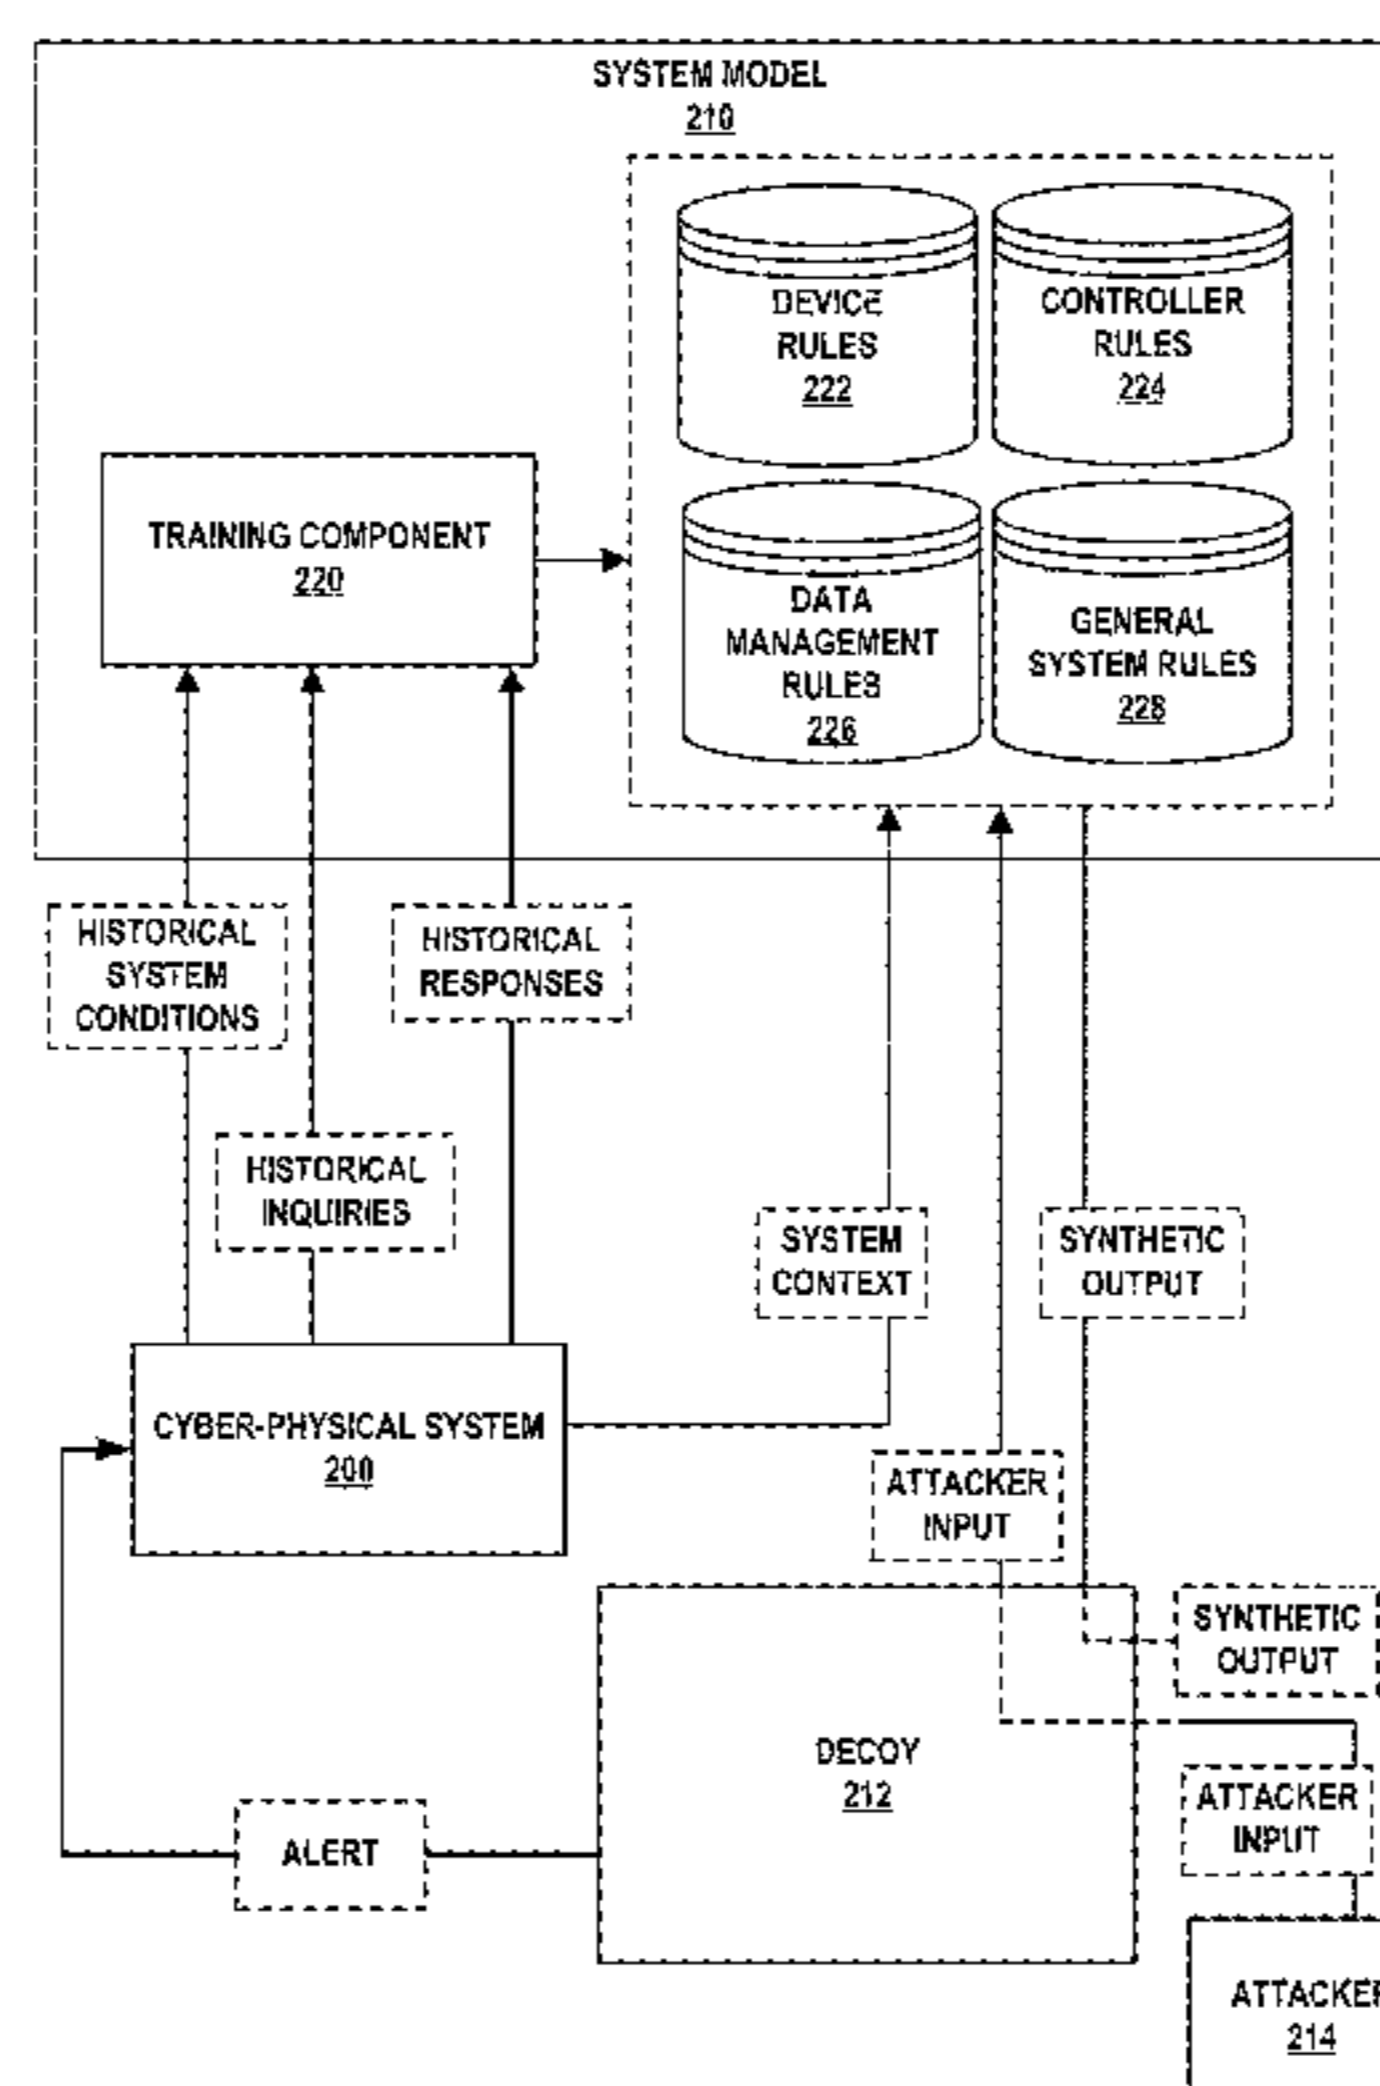 SYSTEM MODEL
210
DEVICE
RULES
222
CONTROLLER
RULES
224
TRAINING COMPONENT
220
DATA
MANAGEMENT
RULES
226
GENERAL
SYSTEM RULES
228
HISTORICAL
SYSTEM
CONDITIONS
HISTORICAL
RESPONSES
HISTORICAL
INQUIRIES
SYSTEM
CONTEXT
SYNTHETIC
OUTPUT
CYBER-PHYSICAL SYSTEM
200
ATTACKER
INPUT
SYNTHETIC
OUTPUT
DECOY
212
ATTACKER
INPUT
ALERT
ATTACKER
214